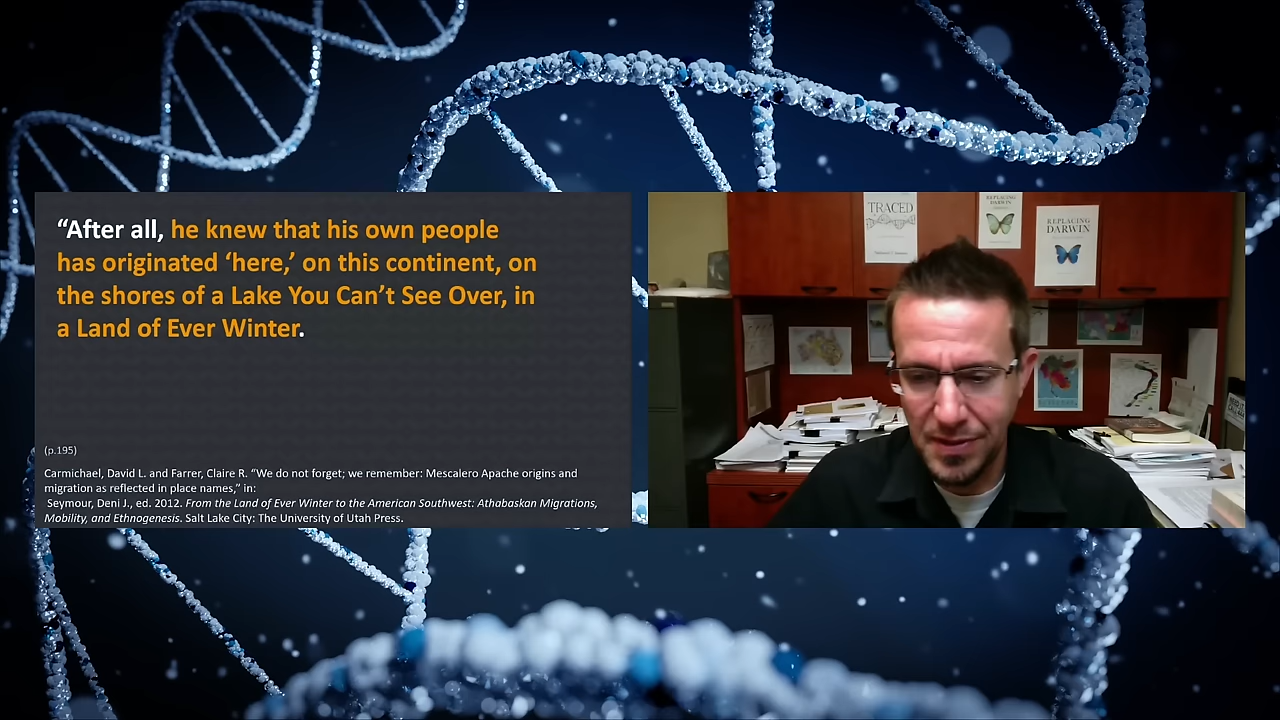 “After all, he knew that his own people
has originated ‘here,’ on this continent, on
the shores of a Lake You Can’t See Over, in
a Land of Ever Winter.
(p.195)
Carmichael, David L. and Farrer, Claire R. “We do not forget; we remember: Mescalero Apache origins and
migration as reflected in place names,” in:
Seymour, Deni J., ed. 2012. From the Land of Ever Winter to the American Southwest: Athabaskan Migrations,
Mobility, and Ethnogenesis. Salt Lake City: The University of Utah Press.
TRACED
REPLACING
DARWIN
REPLACING
DARWIN